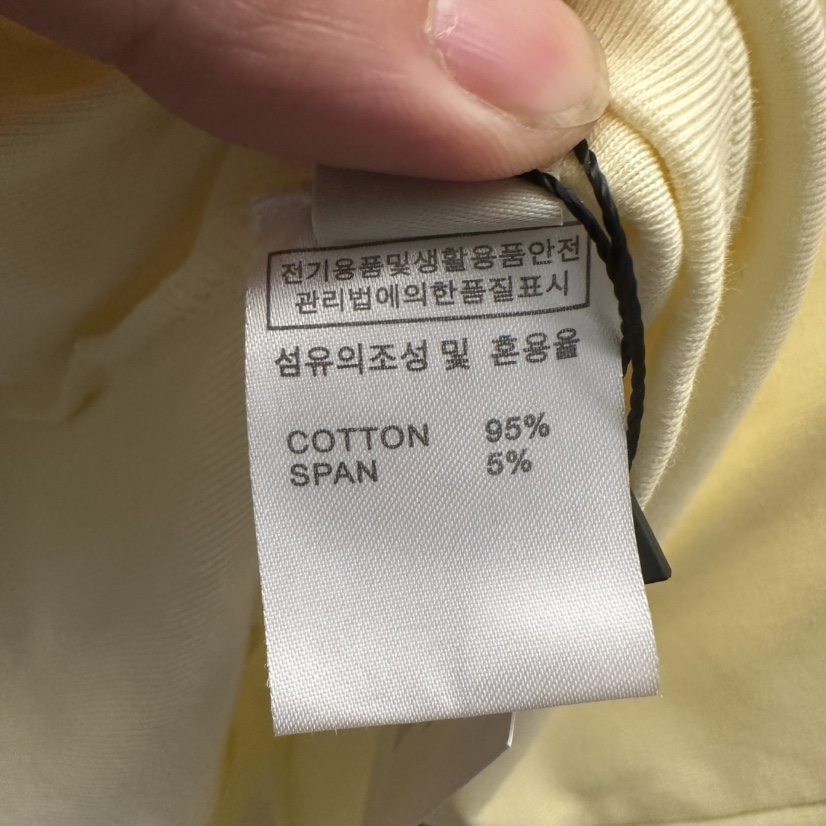 전기용품및생활용품안전
관리법에의한품질표시
섬유의조성 및 혼용율
COTTON 95%
SPAN 5%